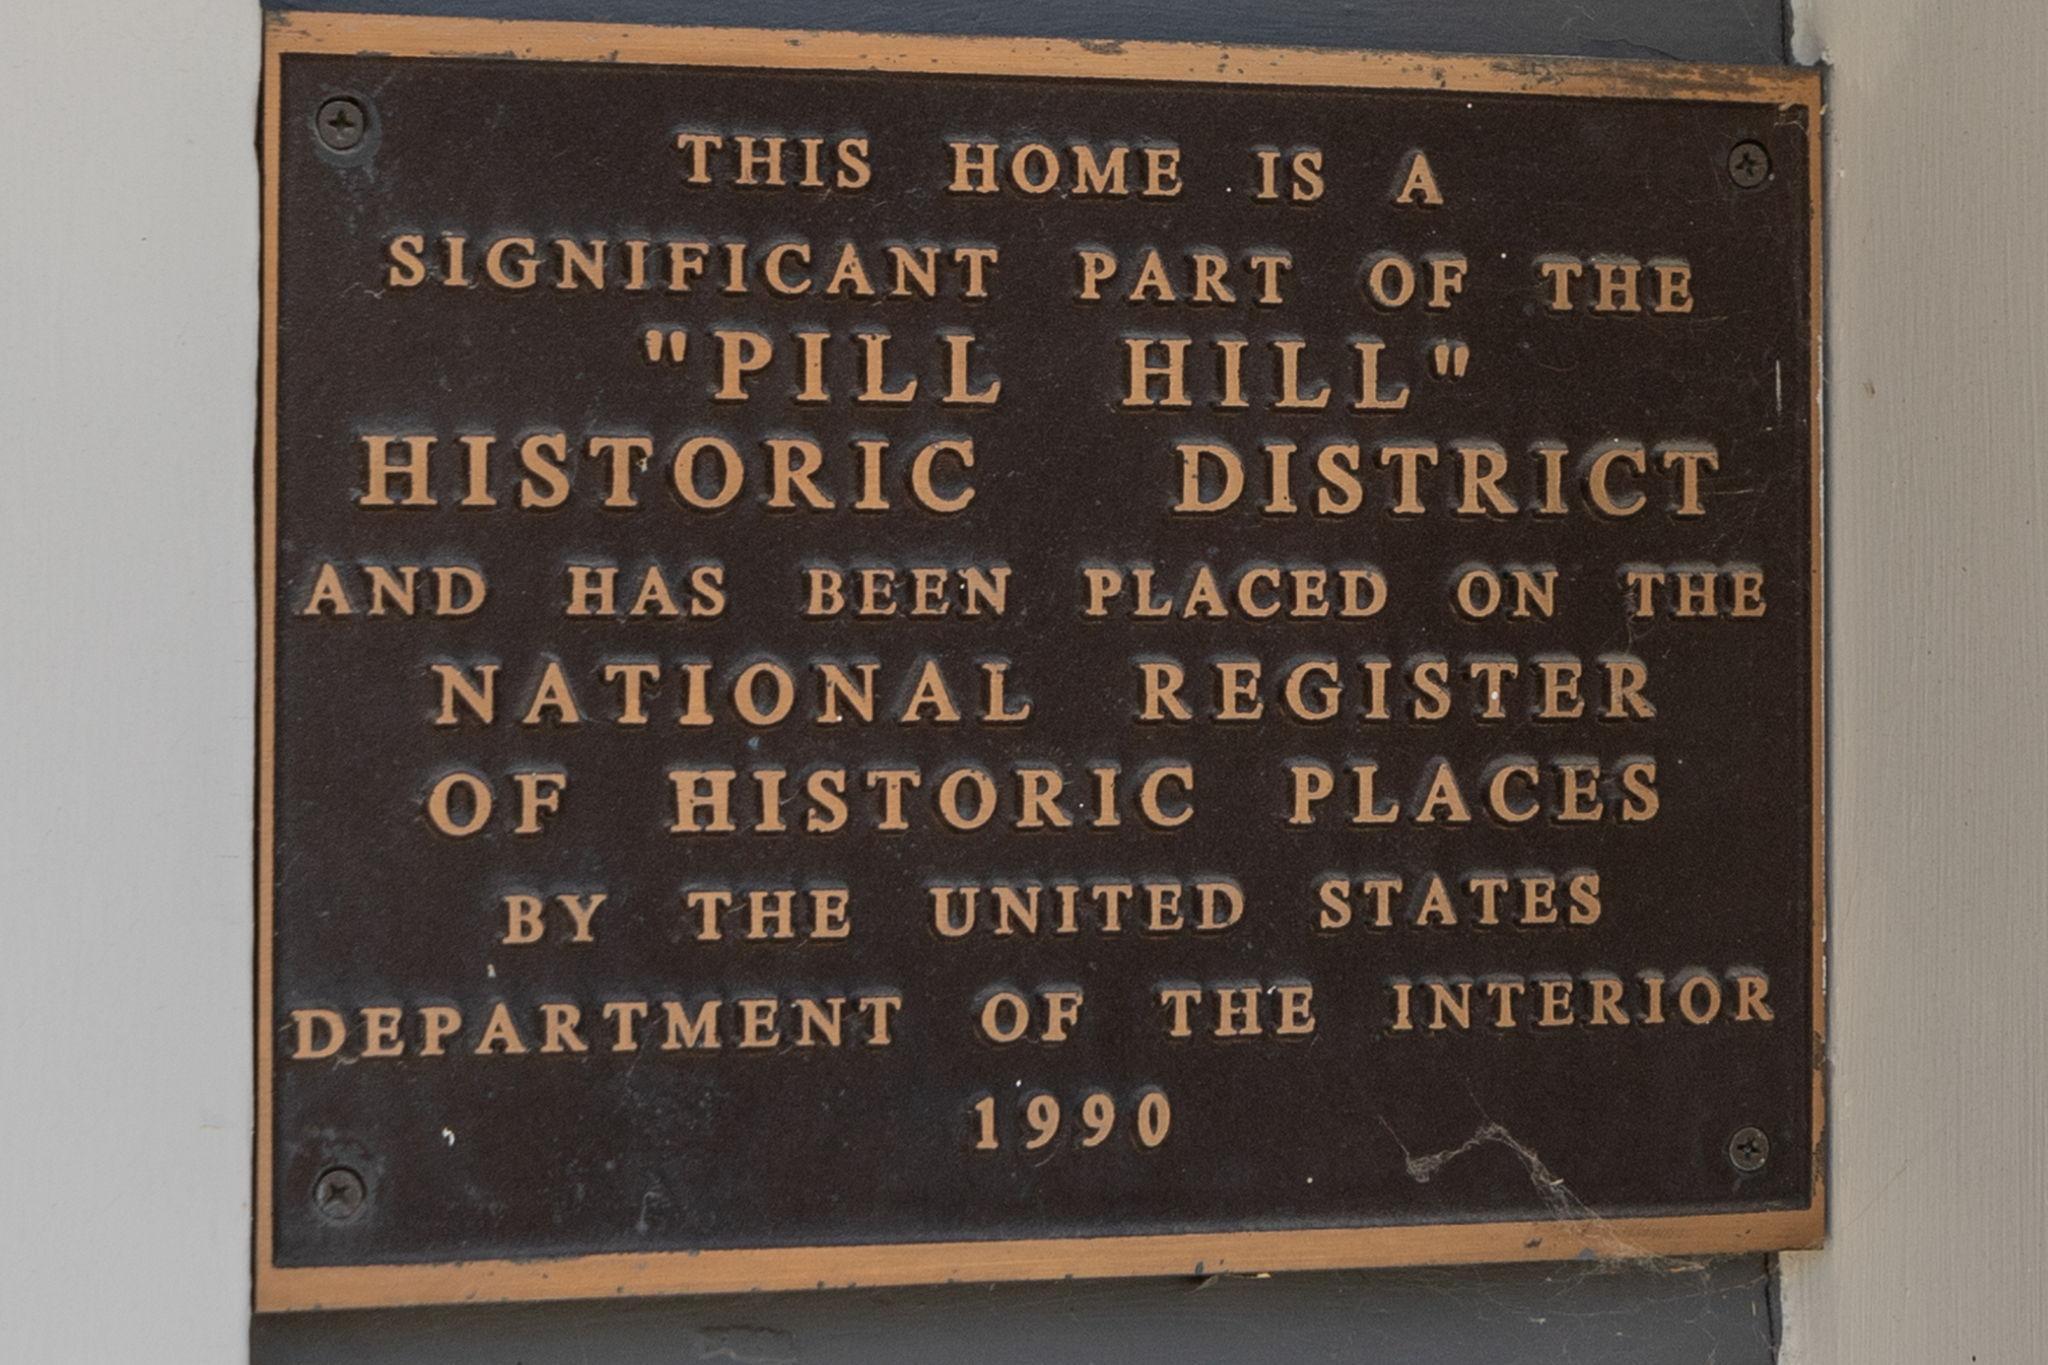 THIS HOME IS A
SIGNIFICANT PART OF THE
"PILL HILL"
HISTORIC DISTRICT
AND HAS BEEN PLACED ON THE
NATIONAL REGISTER
OF HISTORIC PLACES
BY THE UNITED STATES
DEPARTMENT OF THE INTERIOR
1990